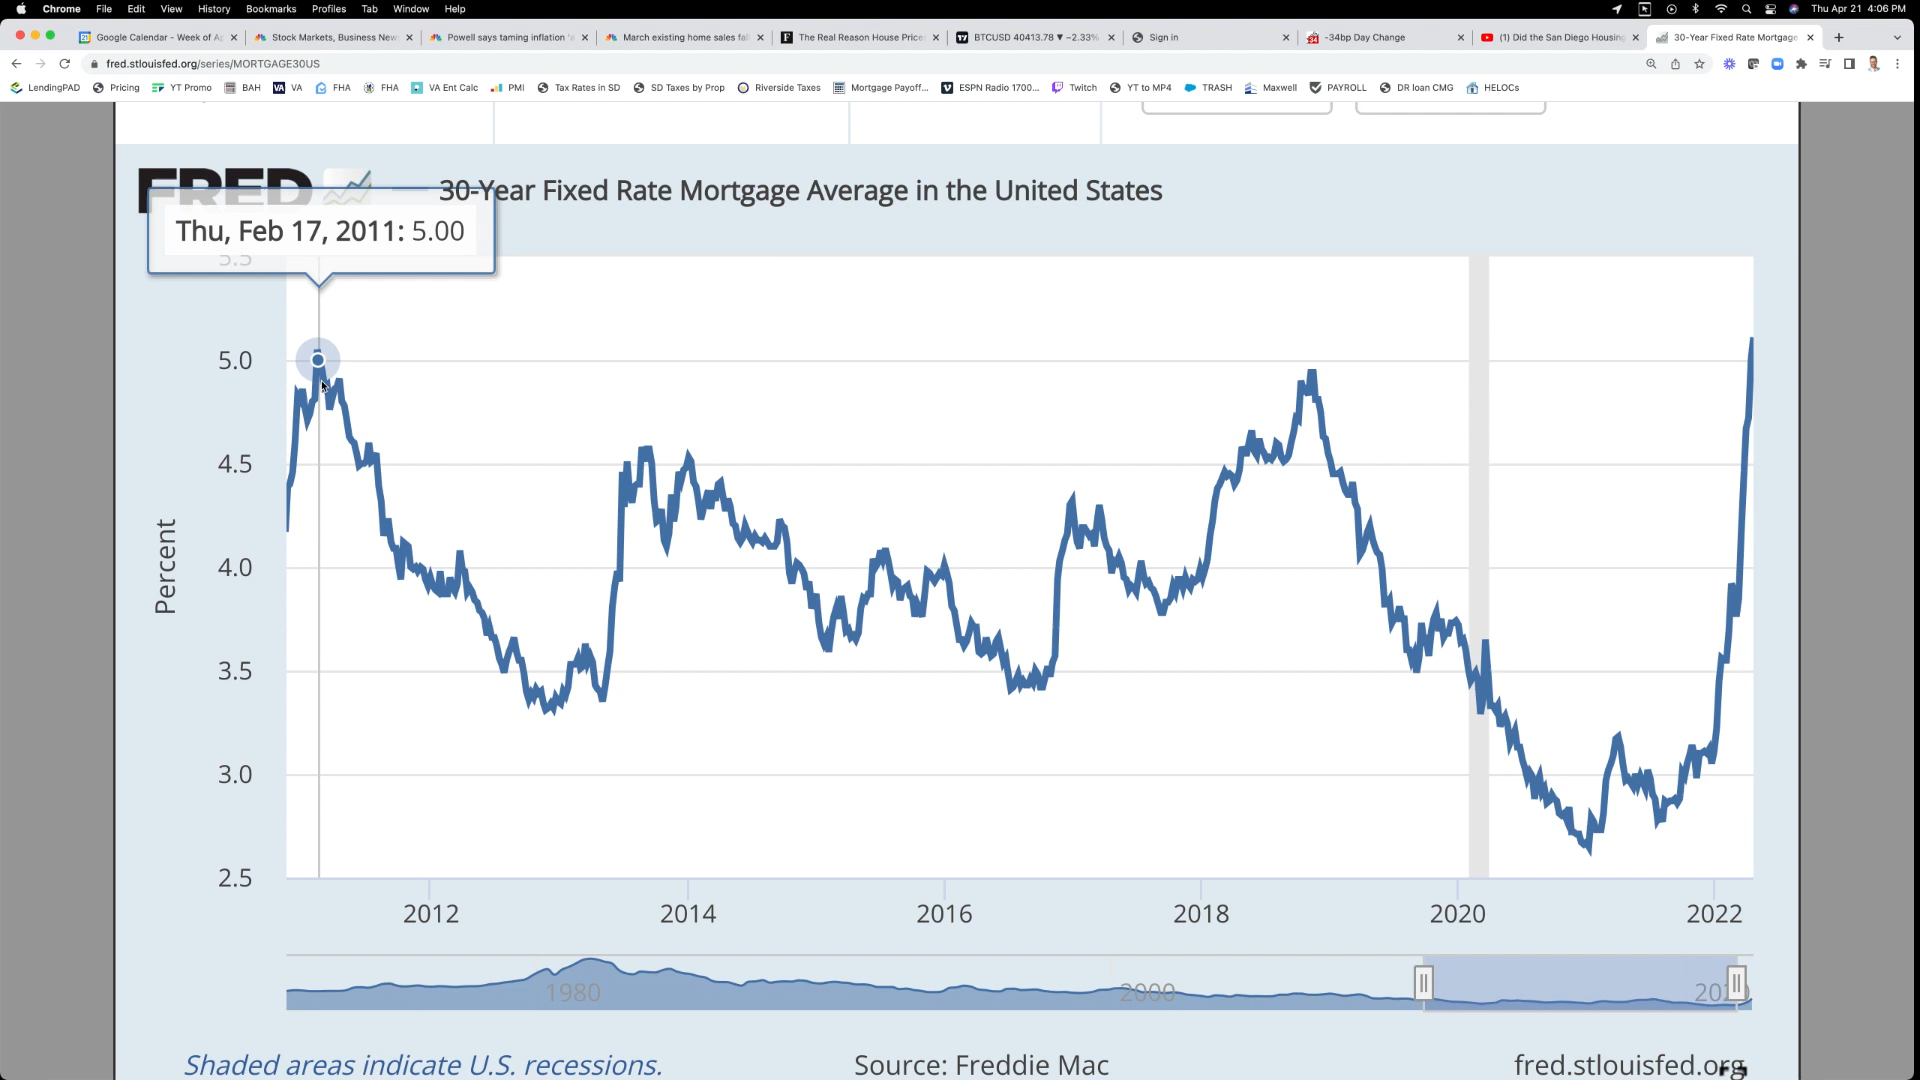 Chrome File Edit View History Bookmarks Profiles Tab Window Help Thu Apr 21 4:06 PM
Google Calendar - Week of Ap Stock Markets, Business New Powell says taming inflation March existing home sales fal The Real Reason House Price BTCUSD 40413.78 ▼ −2.33% Sign in -34bp Day Change (1) Did the San Diego Housing 30-Year Fixed Rate Mortgage
fred.stlouisfed.org/series/MORTGAGE30US
LendingPAD Pricing YT Promo BAH VA FHA FHA VA Ent Calc PMI Tax Rates in SD SD Taxes by Prop Riverside Taxes Mortgage Payoff... ESPN Radio 1700... Twitch YT to MP4 TRASH Maxwell PAYROLL DR loan CMG HELOCs
FRED 30-Year Fixed Rate Mortgage Average in the United States
Thu, Feb 17, 2011: 5.00
5.5
5.0
4.5
4.0
3.5
3.0
2.5
Percent
2012 2014 2016 2018 2020 2022
1980 2000
Shaded areas indicate U.S. recessions. Source: Freddie Mac fred.stlouisfed.org